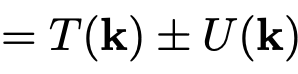 = T(𝐤) ± U(𝐤)